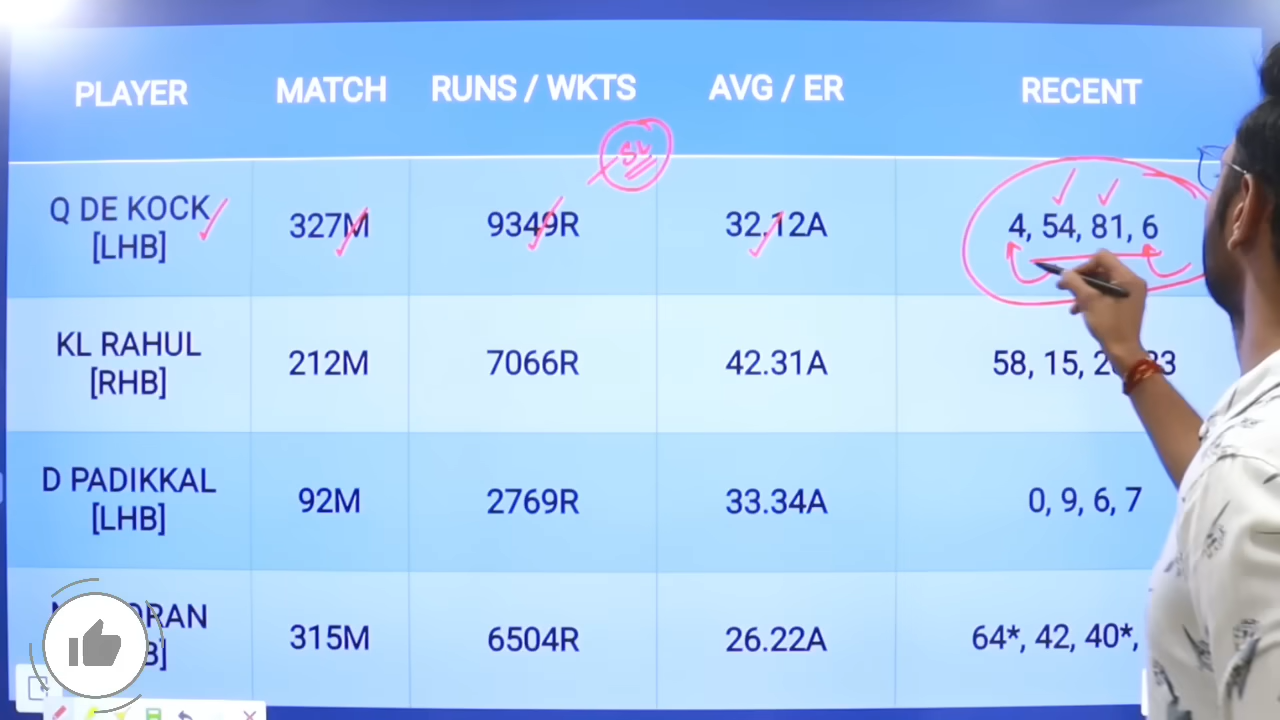 PLAYER MATCH RUNS / WKTS AVG / ER RECENT
SL
Q DE KOCK 327M 9349R 32.12A 4, 54, 81, 6
[LHB]
KL RAHUL 212M 7066R 42.31A 58, 15,
[RHB]
D PADIKKAL 92M 2769R 33.34A 0, 9, 6, 7
[LHB]
315M 6504R 26.22A 64*, 42, 40*,